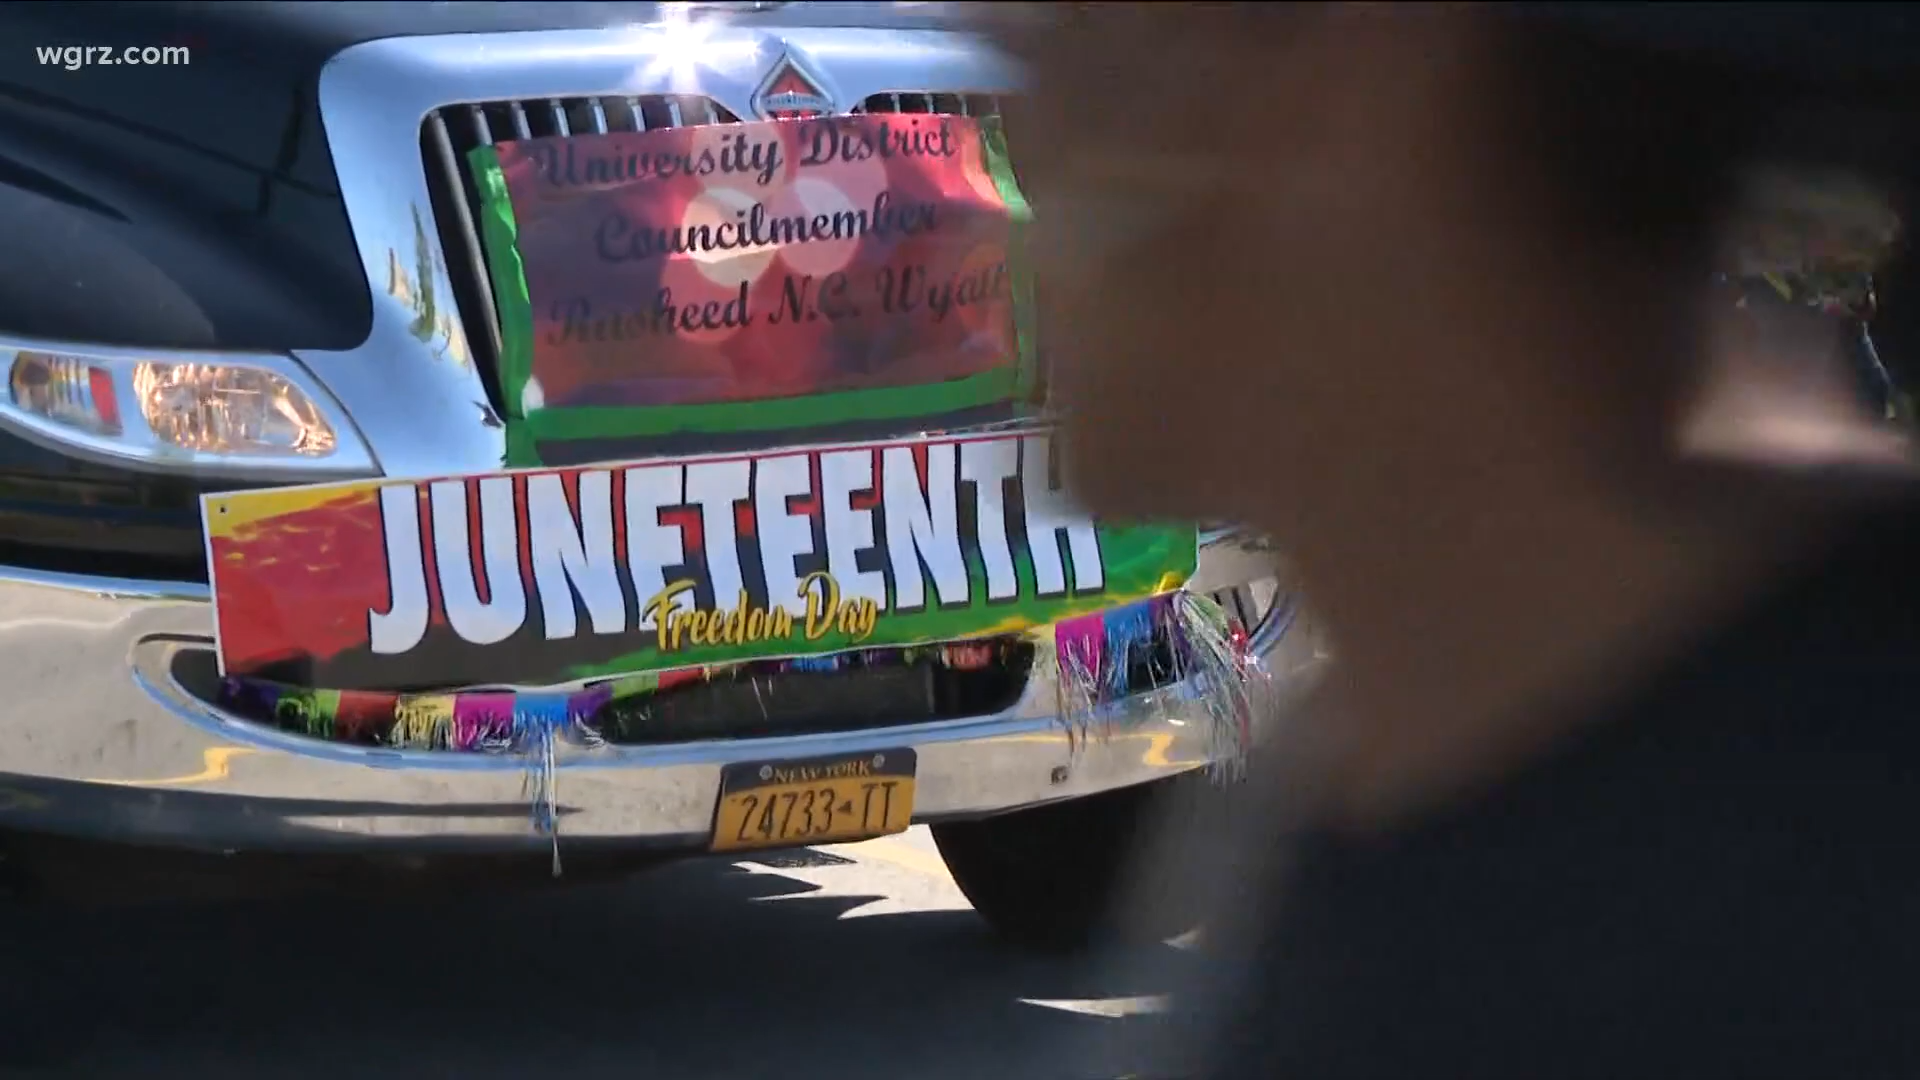 wgrz.com
University District
Councilmember
Rasheed N.C. Wyatt
JUNETEENTH
Freedom Day
NEW YORK
24733 TT